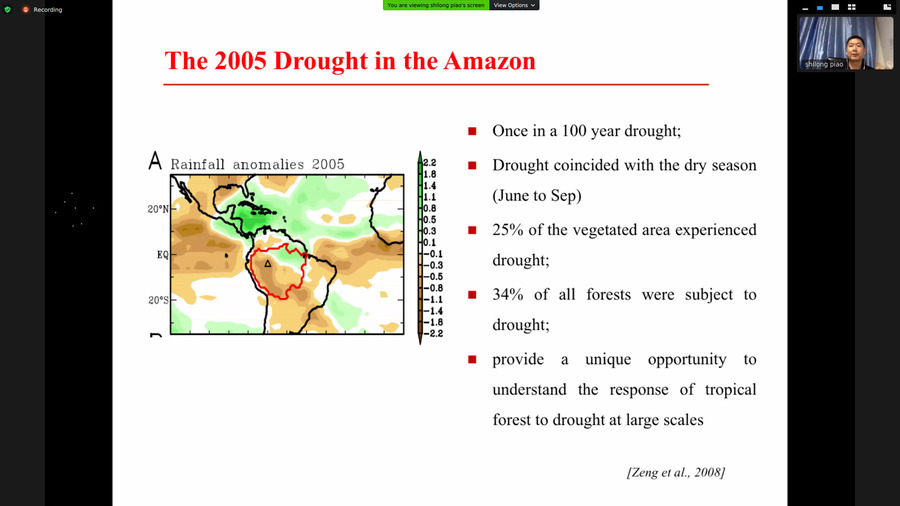 Recording
You are viewing shilong piao's screen
View Options
shilong piao
The 2005 Drought in the Amazon
A Rainfall anomalies 2005
20°N
EQ
20°S
2.2
1.8
1.4
1.1
0.8
0.5
0.3
0.1
-0.1
-0.3
-0.5
-0.8
-1.1
-1.4
-1.8
-2.2
Once in a 100 year drought;
Drought coincided with the dry season
(June to Sep)
25% of the vegetated area experienced
drought;
34% of all forests were subject to
drought;
provide a unique opportunity to
understand the response of tropical
forest to drought at large scales
[Zeng et al., 2008]